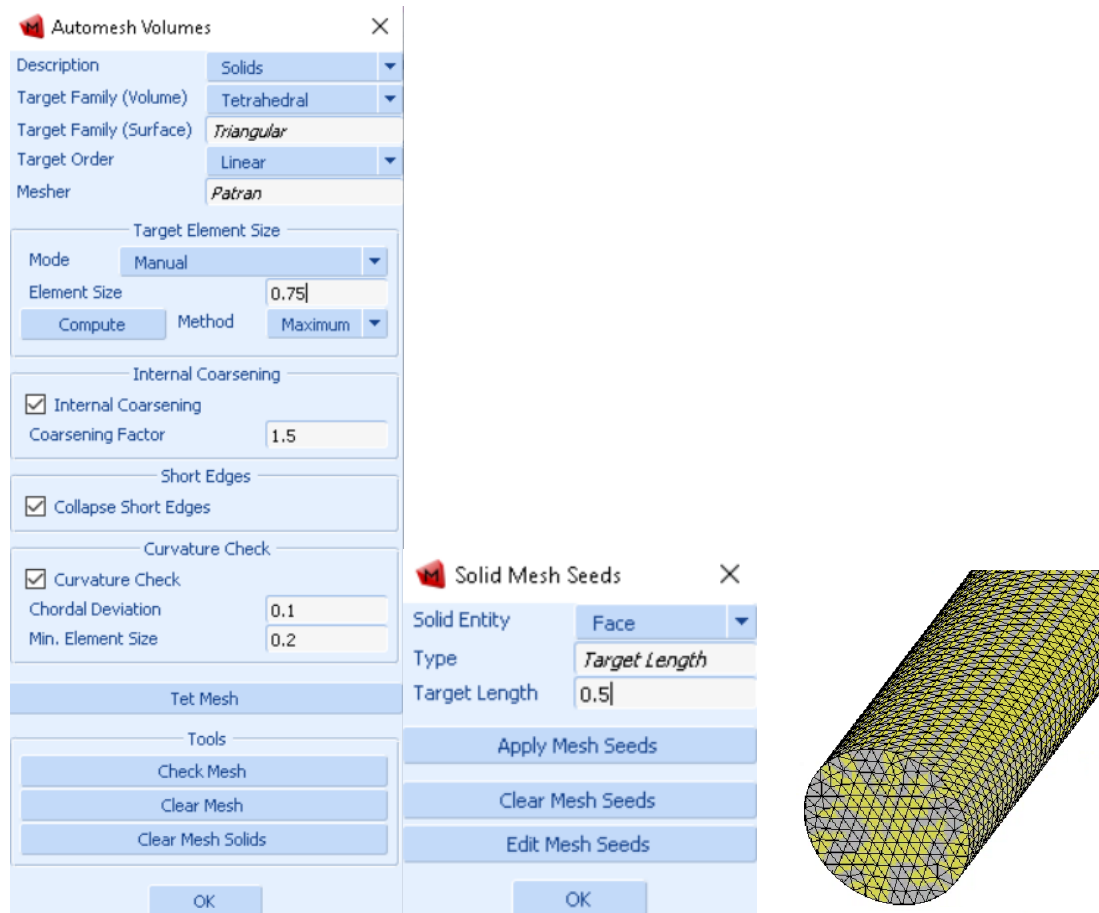 Automesh Volumes
Description Solids
Target Family (Volume) Tetrahedral
Target Family (Surface) Triangular
Target Order Linear
Mesher Patran
Target Element Size
Mode Manual
Element Size 0.75
Compute Method Maximum
Internal Coarsening
Internal Coarsening
Coarsening Factor 1.5
Short Edges
Collapse Short Edges
Curvature Check
Curvature Check
Chordal Deviation 0.1
Min. Element Size 0.2
Tet Mesh
Tools
Check Mesh
Clear Mesh
Clear Mesh Solids
OK
Solid Mesh Seeds
Solid Entity Face
Type Target Length
Target Length 0.5
Apply Mesh Seeds
Clear Mesh Seeds
Edit Mesh Seeds
OK